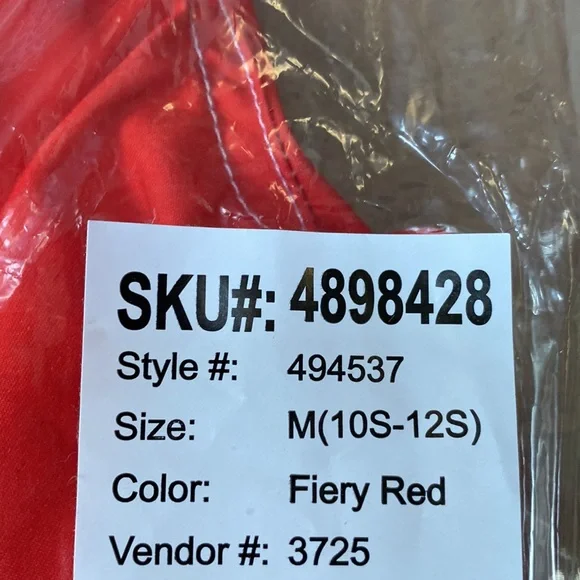 SKU#: 4898428
Style #: 494537
Size: M(10S-12S)
Color: Fiery Red
Vendor #: 3725